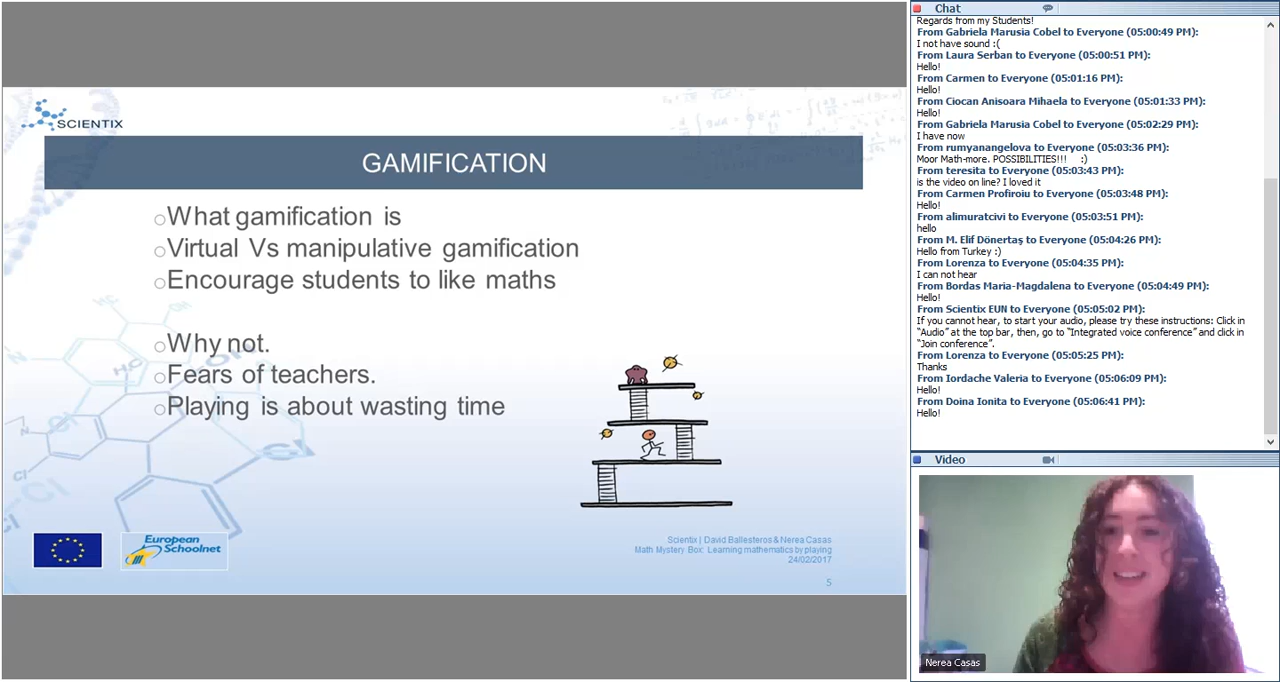 SCIENTIX
GAMIFICATION
What gamification is
Virtual Vs manipulative gamification
Encourage students to like maths
Why not.
Fears of teachers.
Playing is about wasting time
European
Schoolnet
Scientix | David Ballesteros & Nerea Casas
Math Mystery Box: Learning mathematics by playing
24/02/2017
5
Chat
Regards from my Students!
From Gabriela Marusia Cobel to Everyone (05:00:49 PM):
I not have sound :(
From Laura Serban to Everyone (05:00:51 PM):
Hello!
From Carmen to Everyone (05:01:16 PM):
Hello!
From Ciocan Anisoara Mihaela to Everyone (05:01:33 PM):
Hello!
From Gabriela Marusia Cobel to Everyone (05:02:29 PM):
I have now
From rumyanangelova to Everyone (05:03:36 PM):
Moor Math-more. POSSIBILITIES!!! :)
From teresita to Everyone (05:03:43 PM):
is the video on line? I loved it
From Carmen Profiroiu to Everyone (05:03:48 PM):
Hello!
From alimuratcivi to Everyone (05:03:51 PM):
hello
From M. Elif Dönertaş to Everyone (05:04:26 PM):
Hello from Turkey :)
From Lorenza to Everyone (05:04:35 PM):
I can not hear
From Bordas Maria-Magdalena to Everyone (05:04:49 PM):
Hello!
From Scientix EUN to Everyone (05:05:02 PM):
If you cannot hear, to start your audio, please try these instructions: Click in
“Audio” at the top bar, then, go to “Integrated voice conference” and click in
“Join conference”.
From Lorenza to Everyone (05:05:25 PM):
Thanks
From Iordache Valeria to Everyone (05:06:09 PM):
Hello!
From Doina Ionita to Everyone (05:06:41 PM):
Hello!
Video
Nerea Casas